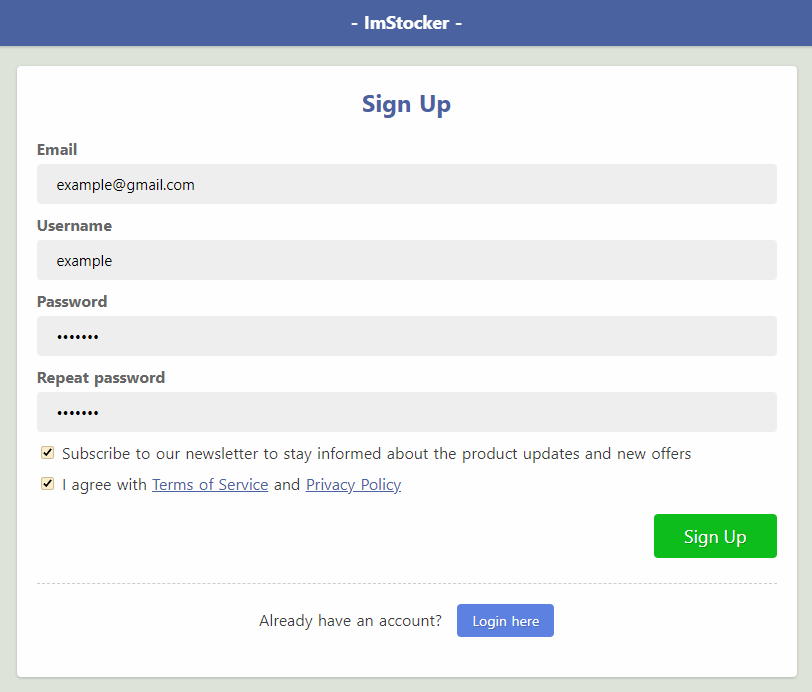 - ImStocker -
Sign Up
Email
example@gmail.com
Username
example
Password
•••••••
Repeat password
•••••••
Subscribe to our newsletter to stay informed about the product updates and new offers
I agree with Terms of Service and Privacy Policy
Sign Up
Already have an account? Login here